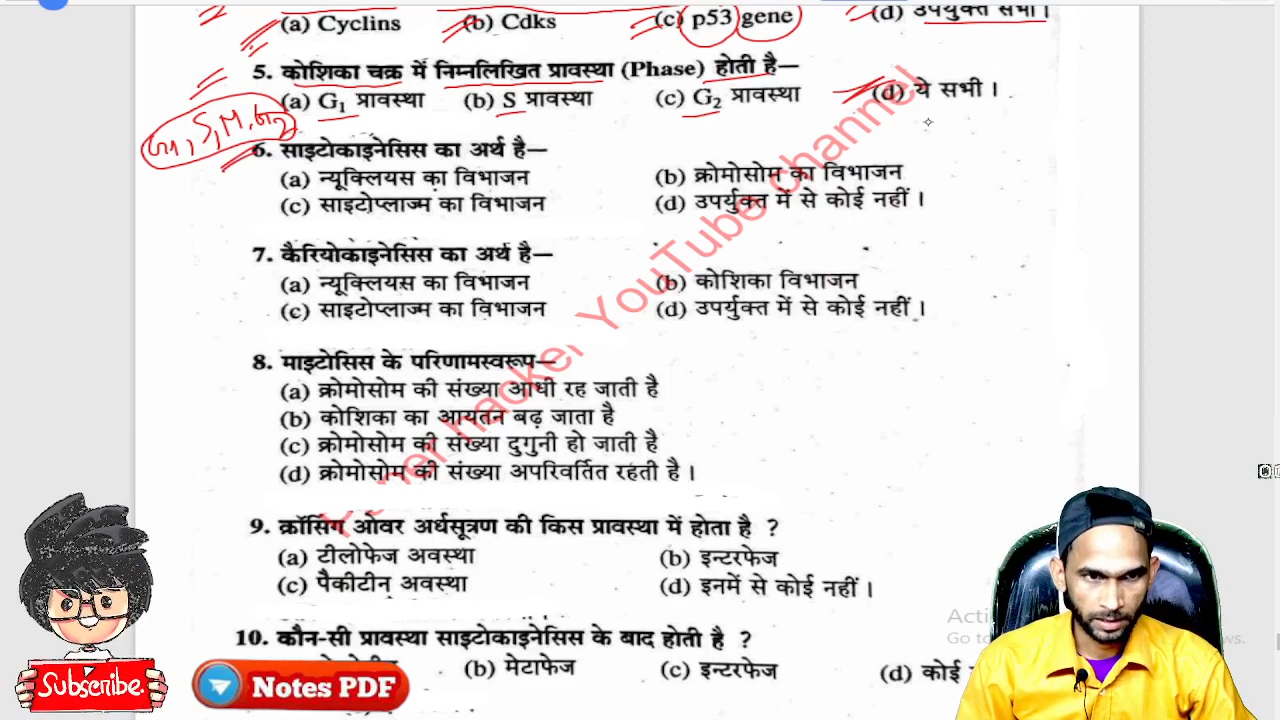 (a) Cyclins (b) Cdks (c) p53 gene (d) उपर्युक्त सभी।
5. कोशिका चक्र में निम्नलिखित प्रावस्था (Phase) होती है—
(a) G1 प्रावस्था (b) S प्रावस्था (c) G2 प्रावस्था (d) ये सभी।
G1, S, M, G2
6. साइटोकाइनेसिस का अर्थ है—
(a) न्यूक्लियस का विभाजन (b) क्रोमोसोम का विभाजन
(c) साइटोप्लाज्म का विभाजन (d) उपर्युक्त में से कोई नहीं।
7. कैरियोकाइनेसिस का अर्थ है—
(a) न्यूक्लियस का विभाजन (b) कोशिका विभाजन
(c) साइटोप्लाज्म का विभाजन (d) उपर्युक्त में से कोई नहीं।
8. माइटोसिस के परिणामस्वरूप—
(a) क्रोमोसोम की संख्या आधी रह जाती है
(b) कोशिका का आयतन बढ़ जाता है
(c) क्रोमोसोम की संख्या दुगुनी हो जाती है
(d) क्रोमोसोम की संख्या अपरिवर्तित रहती है।
9. क्रॉसिंग ओवर अर्धसूत्रण की किस प्रावस्था में होता है ?
(a) टीलोफेज अवस्था (b) इन्टरफेज
(c) पैकीटीन अवस्था (d) इनमें से कोई नहीं।
10. कौन-सी प्रावस्था साइटोकाइनेसिस के बाद होती है ?
(b) मेटाफेज (c) इन्टरफेज (d) कोई
hacker YouTube channel
Go to
Subscribe.
Notes PDF